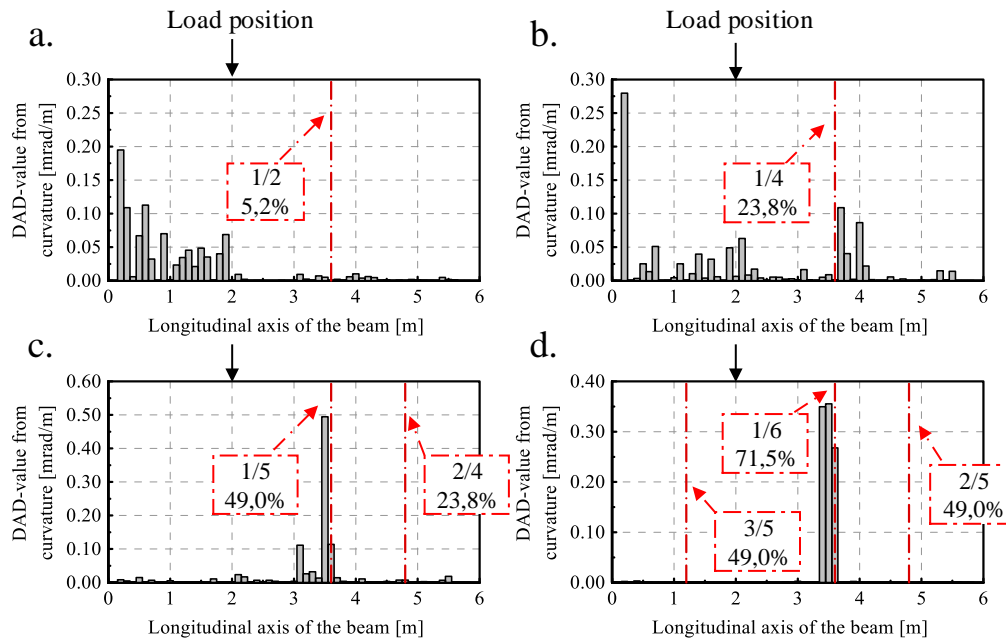 Load position
Load position
a.
b.
DAD-value from
curvature [mrad/m]
0.30
0.25
0.20
0.15
0.10
0.05
0.00
1/2
5,2%
0 1 2 3 4 5 6
Longitudinal axis of the beam [m]
DAD-value from
curvature [mrad/m]
0.30
0.25
0.20
0.15
0.10
0.05
0.00
1/4
23,8%
0 1 2 3 4 5 6
Longitudinal axis of the beam [m]
c.
d.
DAD-value from
curvature [mrad/m]
0.60
0.50
0.40
0.30
0.20
0.10
0.00
1/5
49,0%
2/4
23,8%
0 1 2 3 4 5 6
Longitudinal axis of the beam [m]
DAD-value from
curvature [mrad/m]
0.40
0.30
0.20
0.10
0.00
1/6
71,5%
2/5
49,0%
3/5
49,0%
0 1 2 3 4 5 6
Longitudinal axis of the beam [m]